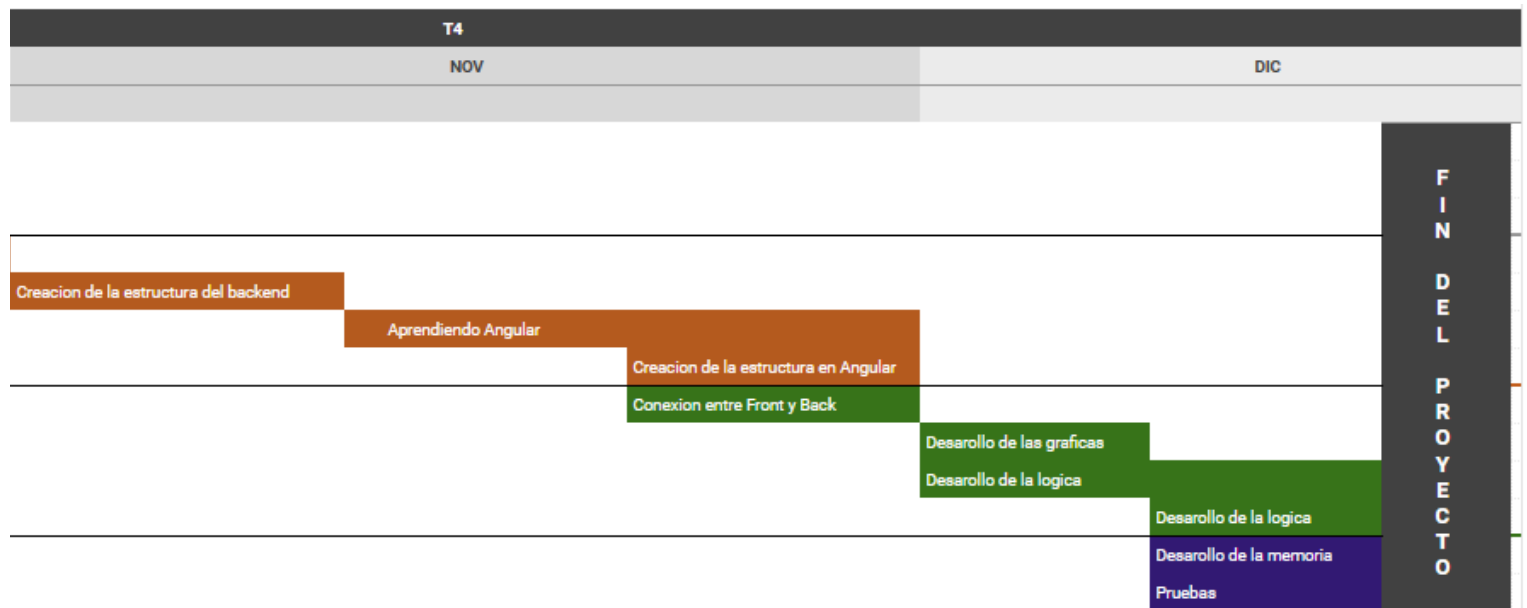 T4
NOV
DIC
Creacion de la estructura del backend
Aprendiendo Angular
Creacion de la estructura en Angular
Conexion entre Front y Back
Desarollo de las graficas
Desarollo de la logica
Desarollo de la logica
Desarollo de la memoria
Pruebas
FIN DEL PROYECTO